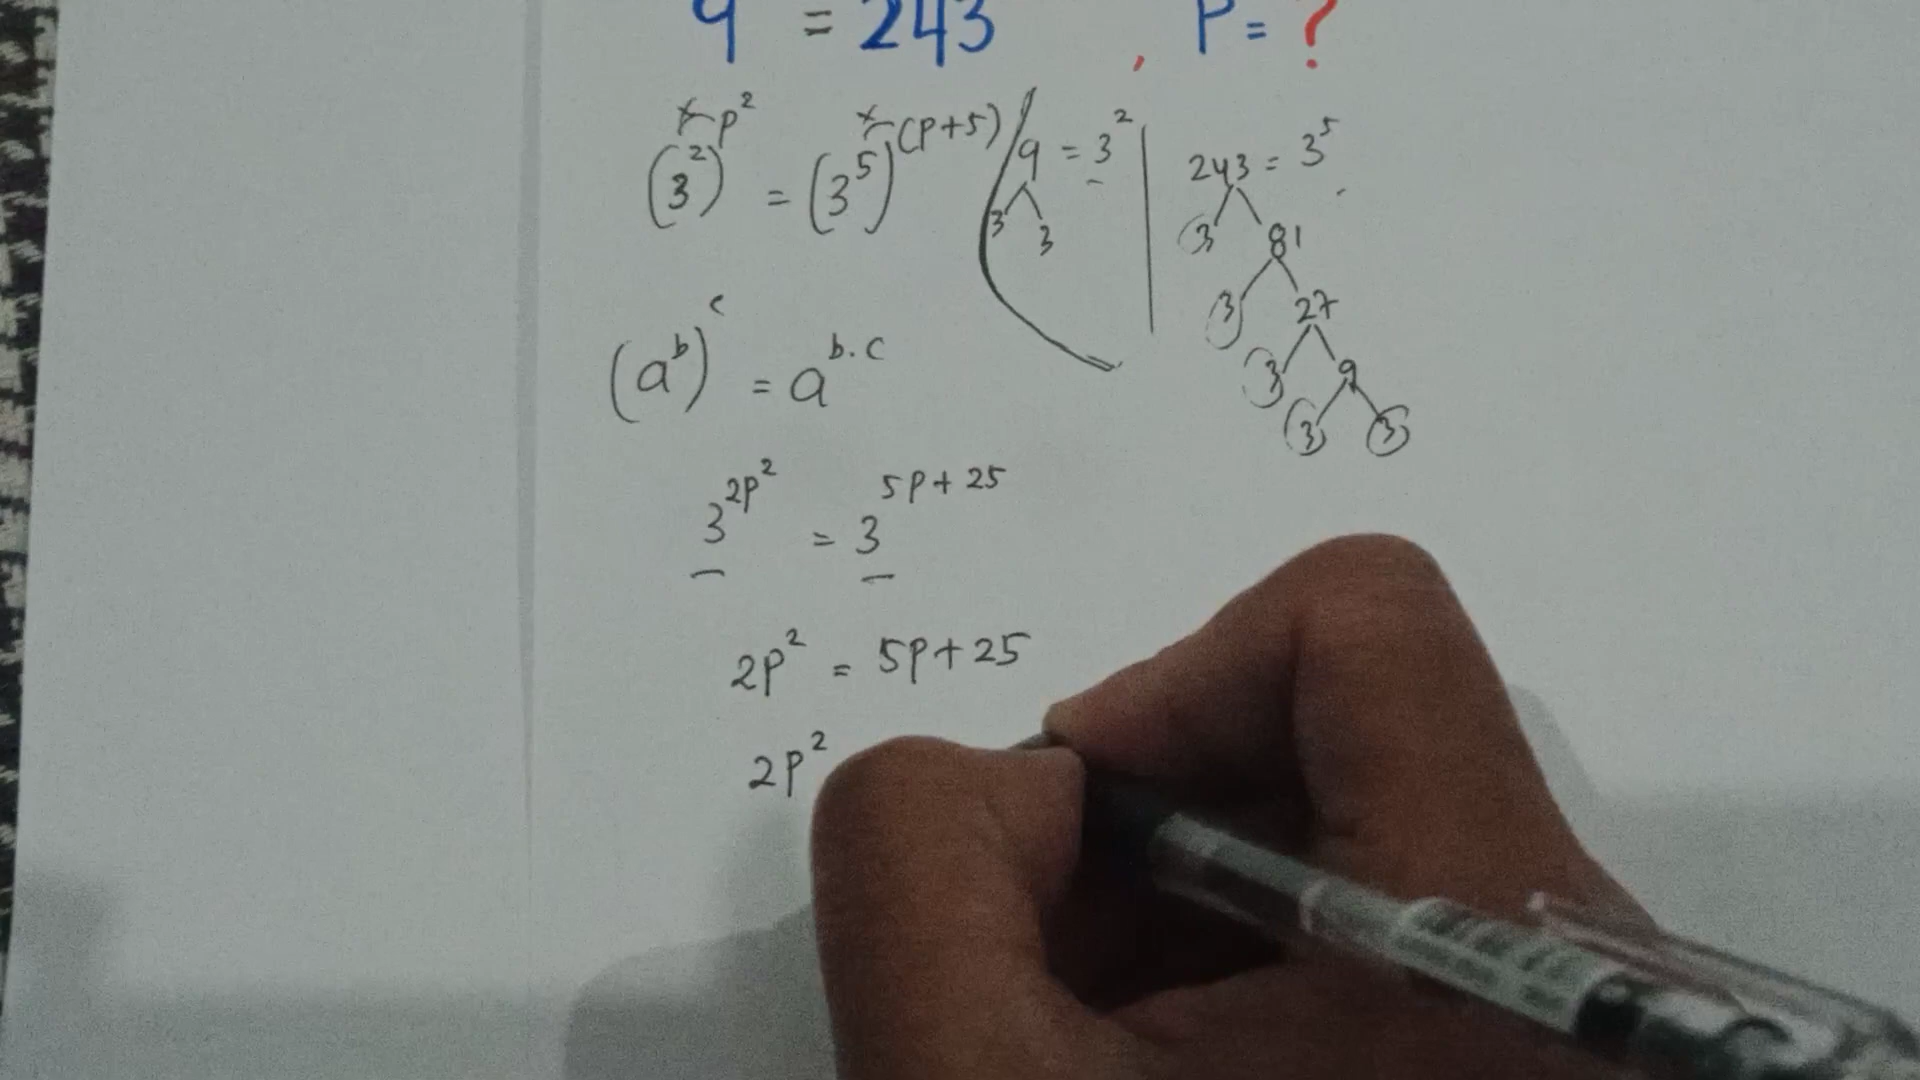 9 = 243 , P = ?
(3²)^p² = (3⁵)^(p+5)
9 = 3²
3 3
243 = 3⁵
3 81
3 27
3 9
3 3
(a^b)^c = a^b.c
3^2p² = 3^5p+25
2p² = 5p+25
2p²